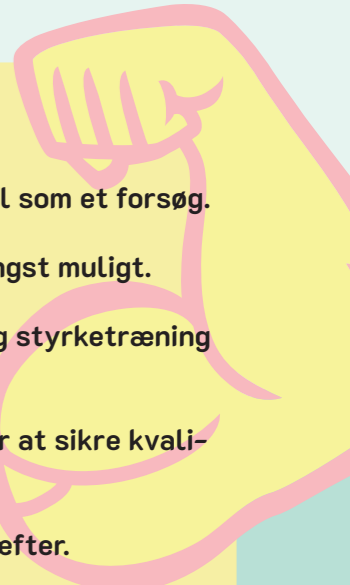 l som et forsøg.
ngst muligt.
g styrketræning
r at sikre kvali-
efter.